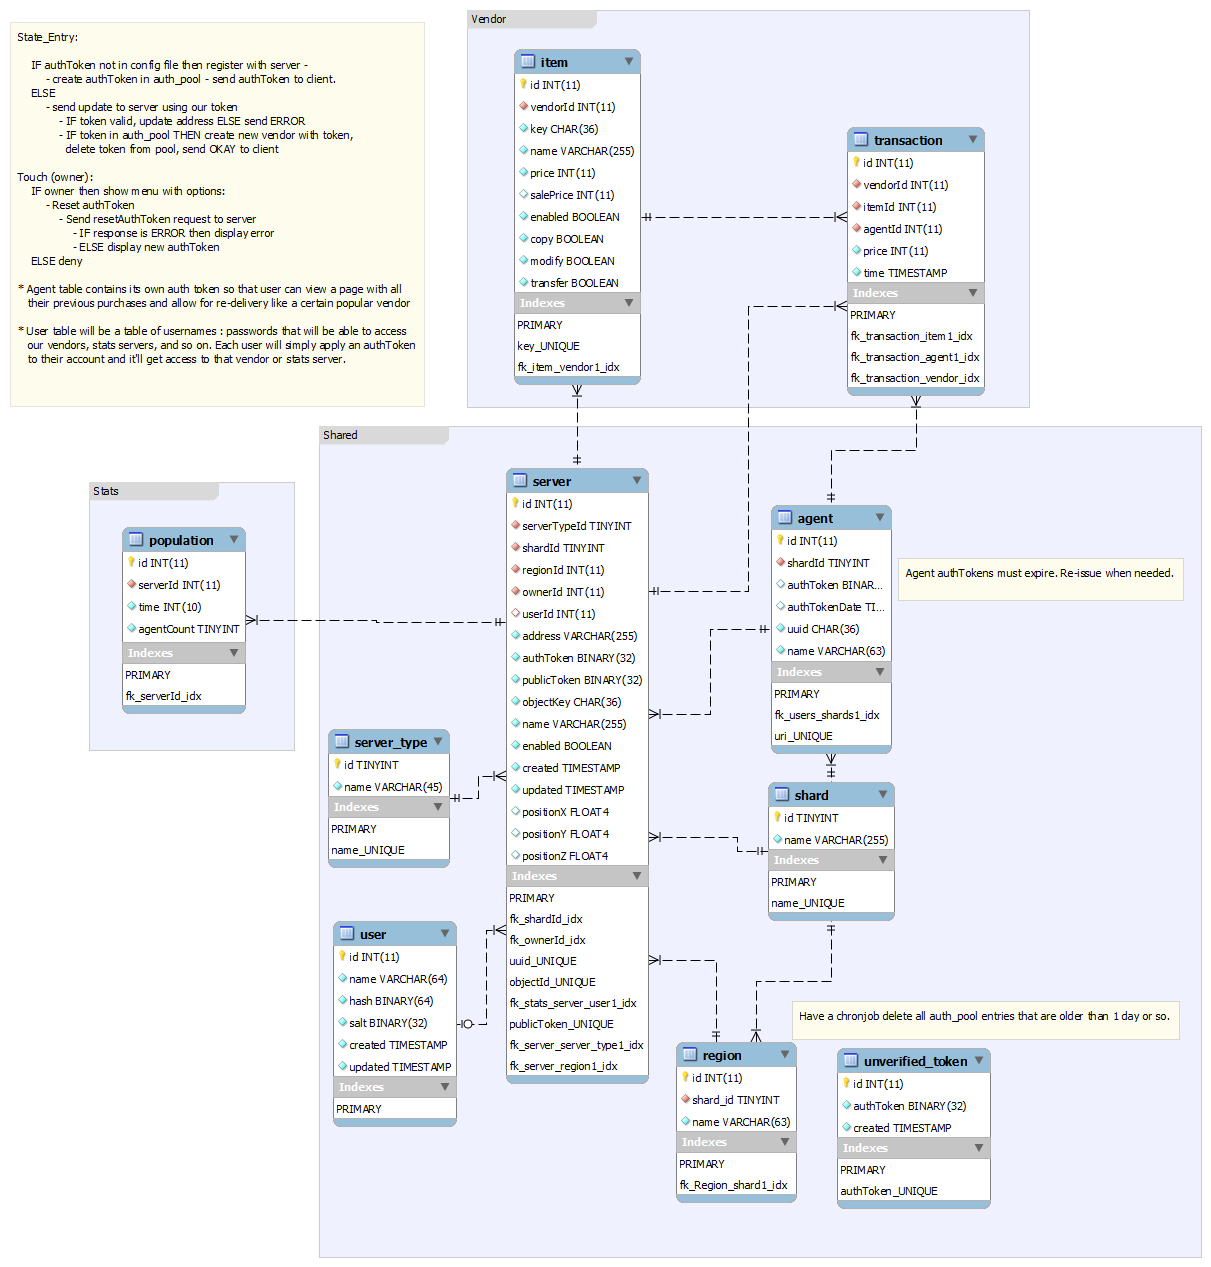 State_Entry:
IF authToken not in config file then register with server -
- create authToken in auth_pool - send authToken to client.
ELSE
- send update to server using our token
- IF token valid, update address ELSE send ERROR
- IF token in auth_pool THEN create new vendor with token,
delete token from pool, send OKAY to client
Touch (owner):
IF owner then show menu with options:
- Reset authToken
- Send resetAuthToken request to server
- IF response is ERROR then display error
- ELSE display new authToken
ELSE deny
* Agent table contains its own auth token so that user can view a page with all
their previous purchases and allow for re-delivery like a certain popular vendor
* User table will be a table of usernames : passwords that will be able to access
our vendors, stats servers, and so on. Each user will simply apply an authToken
to their account and it'll get access to that vendor or stats server.
Vendor
item
id INT(11)
vendorId INT(11)
key CHAR(36)
name VARCHAR(255)
price INT(11)
salePrice INT(11)
enabled BOOLEAN
copy BOOLEAN
modify BOOLEAN
transfer BOOLEAN
Indexes
PRIMARY
key_UNIQUE
fk_item_vendor1_idx
transaction
id INT(11)
vendorId INT(11)
itemId INT(11)
agentId INT(11)
price INT(11)
time TIMESTAMP
Indexes
PRIMARY
fk_transaction_item1_idx
fk_transaction_agent1_idx
fk_transaction_vendor_idx
Shared
Stats
population
id INT(11)
serverId INT(11)
time INT(10)
agentCount TINYINT
Indexes
PRIMARY
fk_serverId_idx
server
id INT(11)
serverTypeId TINYINT
shardId TINYINT
regionId INT(11)
ownerId INT(11)
userId INT(11)
address VARCHAR(255)
authToken BINARY(32)
publicToken BINARY(32)
objectKey CHAR(36)
name VARCHAR(255)
enabled BOOLEAN
created TIMESTAMP
updated TIMESTAMP
positionX FLOAT4
positionY FLOAT4
positionZ FLOAT4
Indexes
PRIMARY
fk_shardId_idx
fk_ownerId_idx
uuid_UNIQUE
objectId_UNIQUE
fk_stats_server_user1_idx
publicToken_UNIQUE
fk_server_server_type1_idx
fk_server_region1_idx
agent
id INT(11)
shardId TINYINT
authToken BINAR...
authTokenDate TI...
uuid CHAR(36)
name VARCHAR(63)
Indexes
PRIMARY
fk_users_shards1_idx
uri_UNIQUE
Agent authTokens must expire. Re-issue when needed.
server_type
id TINYINT
name VARCHAR(45)
Indexes
PRIMARY
name_UNIQUE
shard
id TINYINT
name VARCHAR(255)
Indexes
PRIMARY
name_UNIQUE
user
id INT(11)
name VARCHAR(64)
hash BINARY(64)
salt BINARY(32)
created TIMESTAMP
updated TIMESTAMP
Indexes
PRIMARY
Have a chronjob delete all auth_pool entries that are older than 1 day or so.
region
id INT(11)
shard_id TINYINT
name VARCHAR(63)
Indexes
PRIMARY
fk_Region_shard1_idx
unverified_token
id INT(11)
authToken BINARY(32)
created TIMESTAMP
Indexes
PRIMARY
authToken_UNIQUE